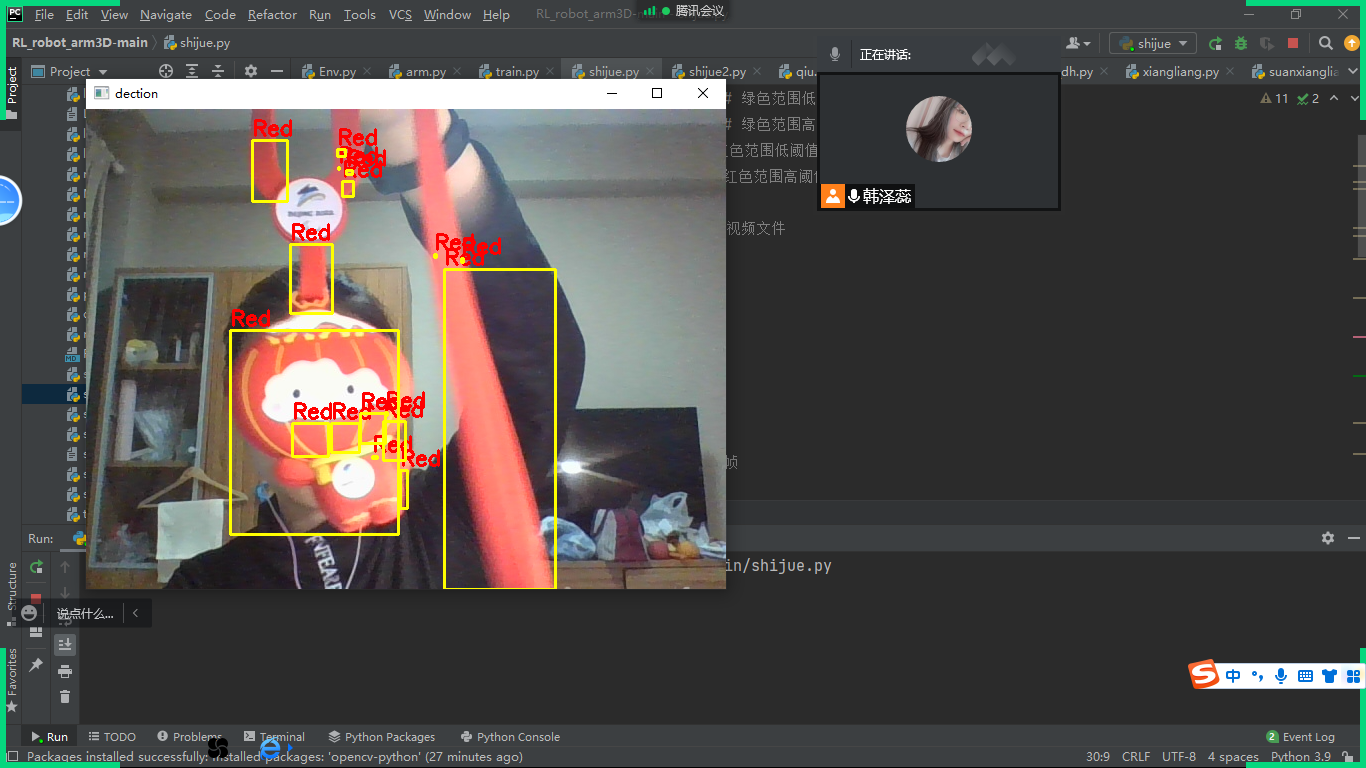 File Edit View Navigate Code Refactor Run Tools VCS Window Help RL_robot_arm3D-m
腾讯会议
RL_robot_arm3D-main shijue.py
shijue
正在讲话:
Project
Env.py arm.py train.py shijue.py shijue2.py qiu. dh.py xiangliang.py suanxianglia
dection
# 绿色范围低
11 2
# 绿色范围高
红色范围低阈值
红色范围高阈值
韩泽蕊
视频文件
Red
Red
Red
Red
Red
Red
Red
Red
Red
Red
Red
Red
Red
Red
帧
Run:
in/shijue.py
Project
Structure
Favorites
说点什么...
中
Run TODO Problems Terminal Python Packages Python Console 2 Event Log
Packages installed successfully: Installed packages: 'opencv-python' (27 minutes ago) 30:9 CRLF UTF-8 4 spaces Python 3.9